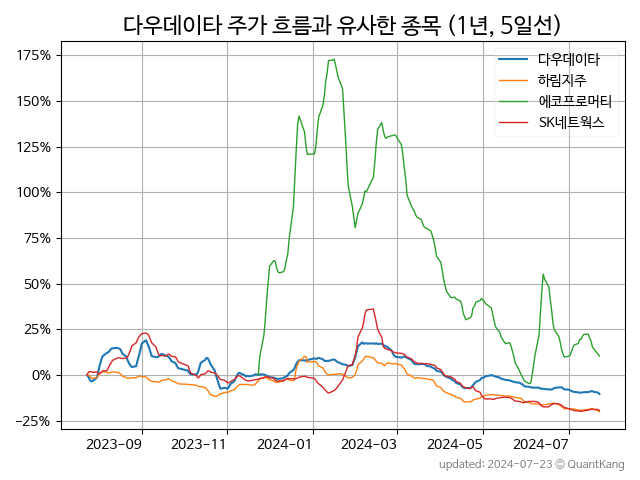 다우데이타 주가 흐름과 유사한 종목 (1년, 5일선)
다우데이타
하림지주
에코프로머티
SK네트웍스
175%
150%
125%
100%
75%
50%
25%
0%
−25%
2023-09 2023-11 2024-01 2024-03 2024-05 2024-07
updated: 2024-07-23 © QuantKang